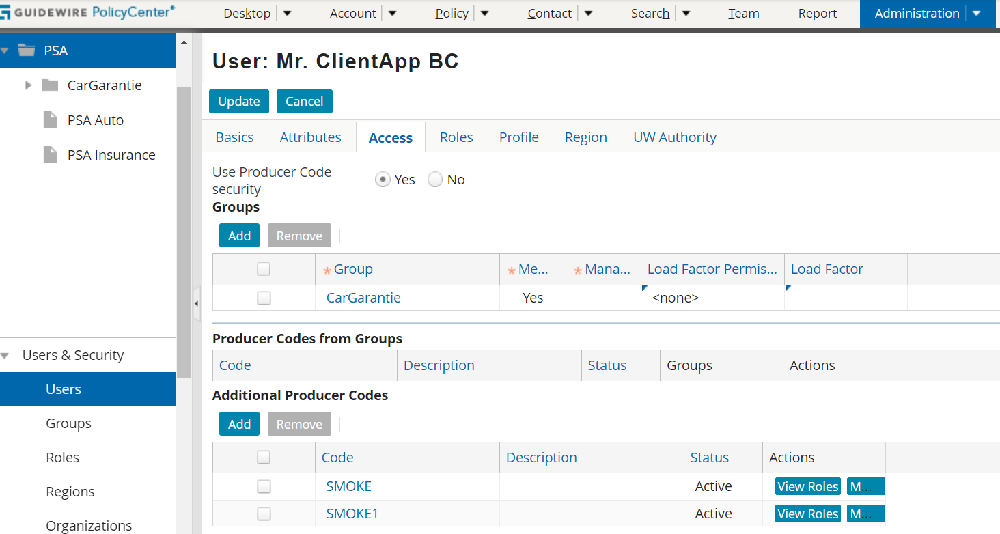 GUIDEWIRE PolicyCenter® Desktop Account Policy Contact Search Team Report Administration
PSA
CarGarantie
PSA Auto
PSA Insurance
Users & Security
Users
Groups
Roles
Regions
Organizations
User: Mr. ClientApp BC
Update Cancel
Basics Attributes Access Roles Profile Region UW Authority
Use Producer Code
security
Yes No
Groups
Add Remove
* Group * Me... * Mana... Load Factor Permis... Load Factor
CarGarantie Yes <none>
Producer Codes from Groups
Code Description Status Groups Actions
Additional Producer Codes
Add Remove
Code Description Status Actions
SMOKE Active View Roles M...
SMOKE1 Active View Roles M...